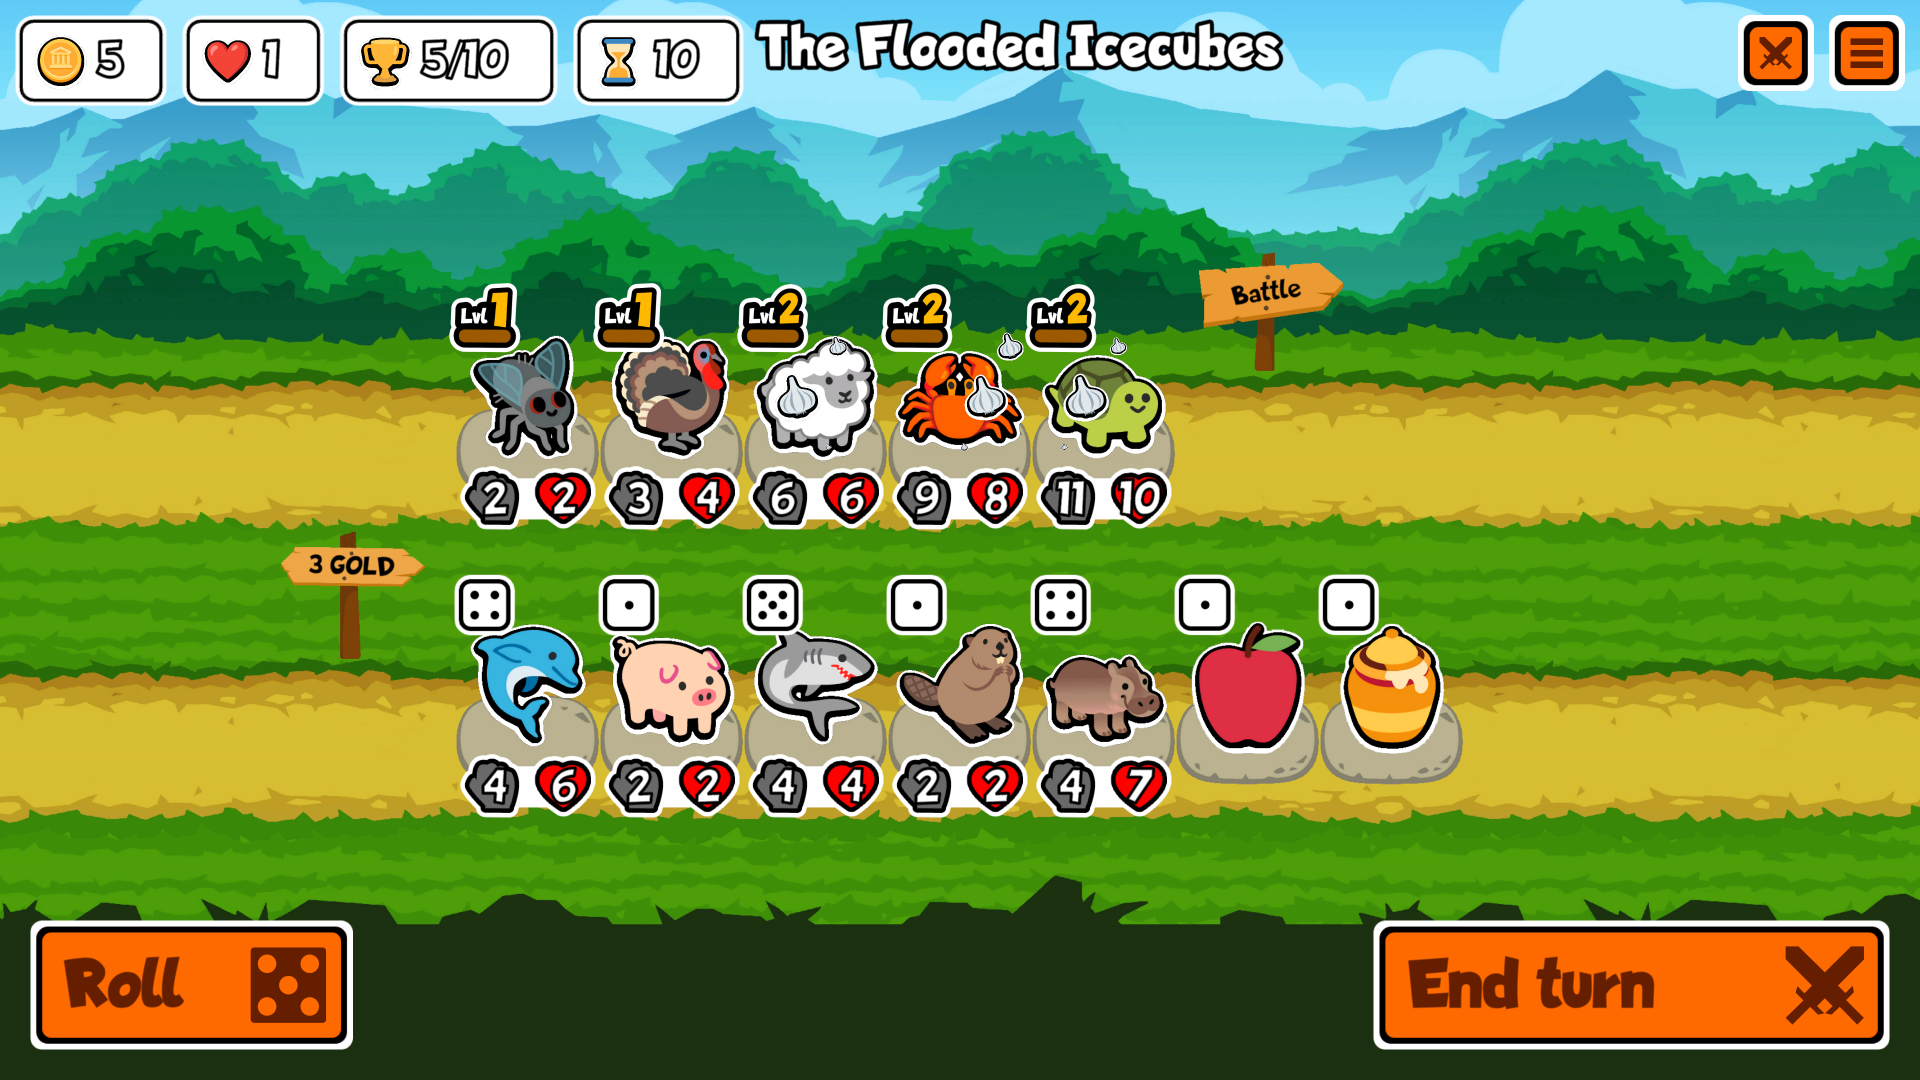 5
1
5/10
10
The Flooded Icecubes
Battle
Lvl 1
Lvl 1
Lvl 2
Lvl 2
Lvl 2
2 2
3 4
6 6
9 8
11 10
3 GOLD
4 6
2 2
4 4
2 2
4 7
Roll
End turn